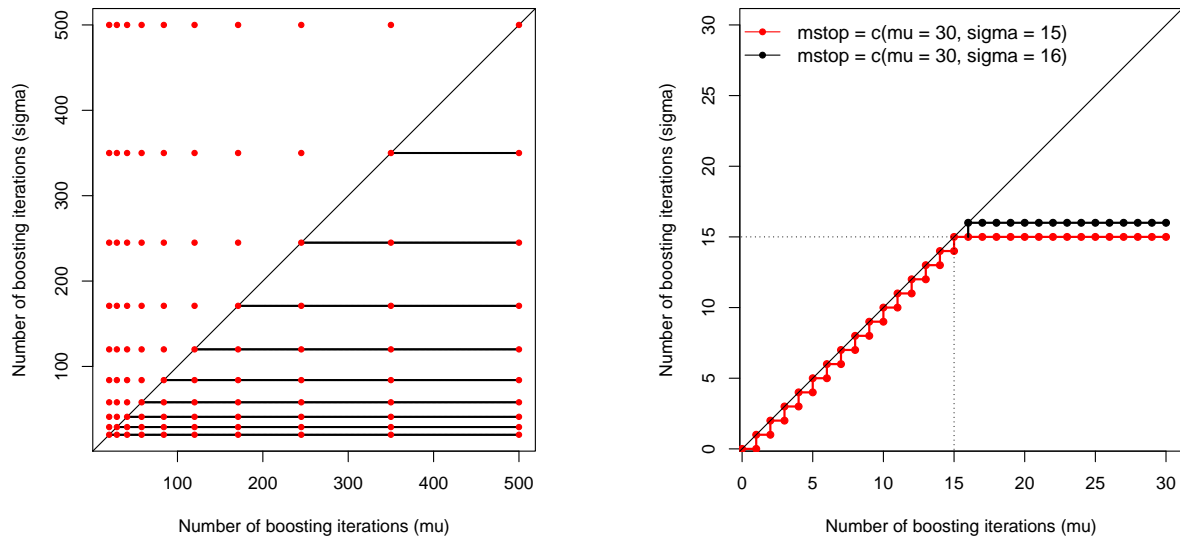 500
400
300
200
100
Number of boosting iterations (sigma)
100 200 300 400 500
Number of boosting iterations (mu)
mstop = c(mu = 30, sigma = 15)
mstop = c(mu = 30, sigma = 16)
30
25
20
15
10
5
0
Number of boosting iterations (sigma)
0 5 10 15 20 25 30
Number of boosting iterations (mu)